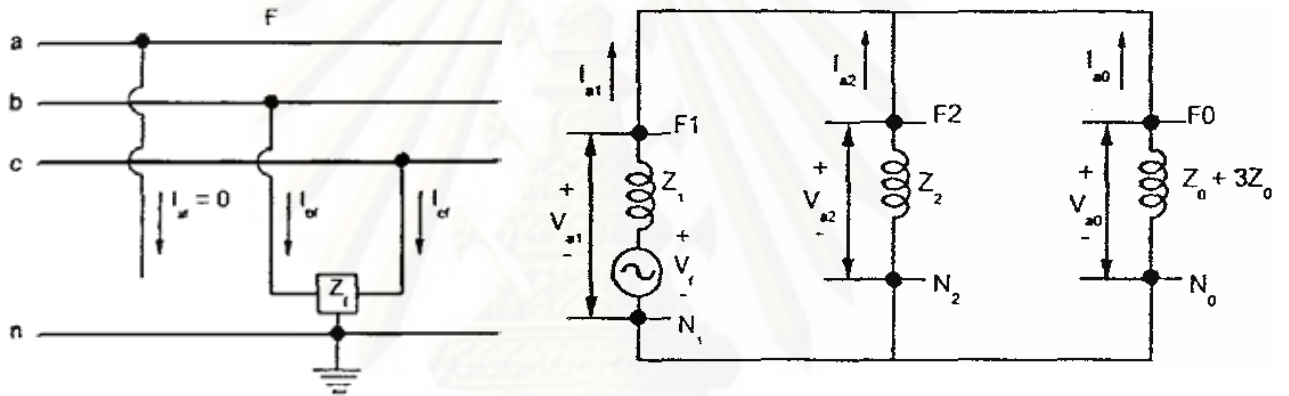 a
F
b
c
I_af = 0
I_bf
I_cf
Z_f
n
I_a1
I_a2
I_a0
F1
F2
F0
+
V_a1
-
Z_1
+
V_f
-
N_1
+
V_a2
-
Z_2
N_2
+
V_a0
-
Z_0 + 3Z_0
N_0